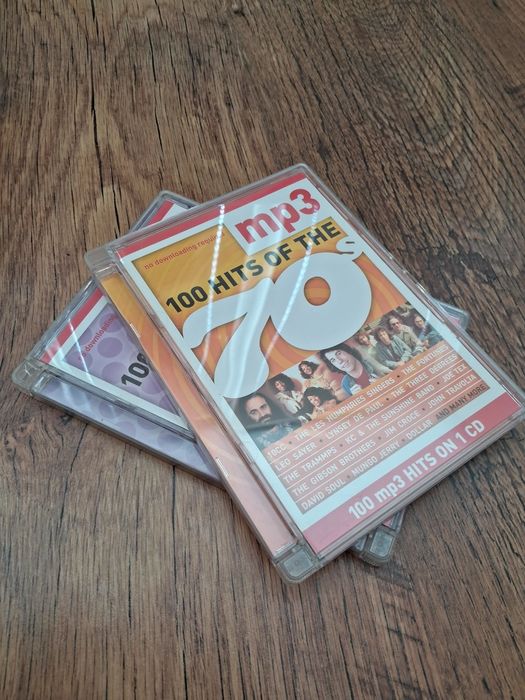 mp3
no downloading required
100 HITS OF THE
70s
10CC • THE LES HUMPHRIES SINGERS • THE FORTUNES
LEO SAYER • LYNSEY DE PAUL • THE THREE DEGREES
THE TRAMMPS • KC & THE SUNSHINE BAND • JOE TEX
THE GIBSON BROTHERS • JIM CROCE • JOHN TRAVOLTA
DAVID SOUL • MUNGO JERRY • DOLLAR AND MANY MORE
100 mp3 HITS ON 1 CD
downloading